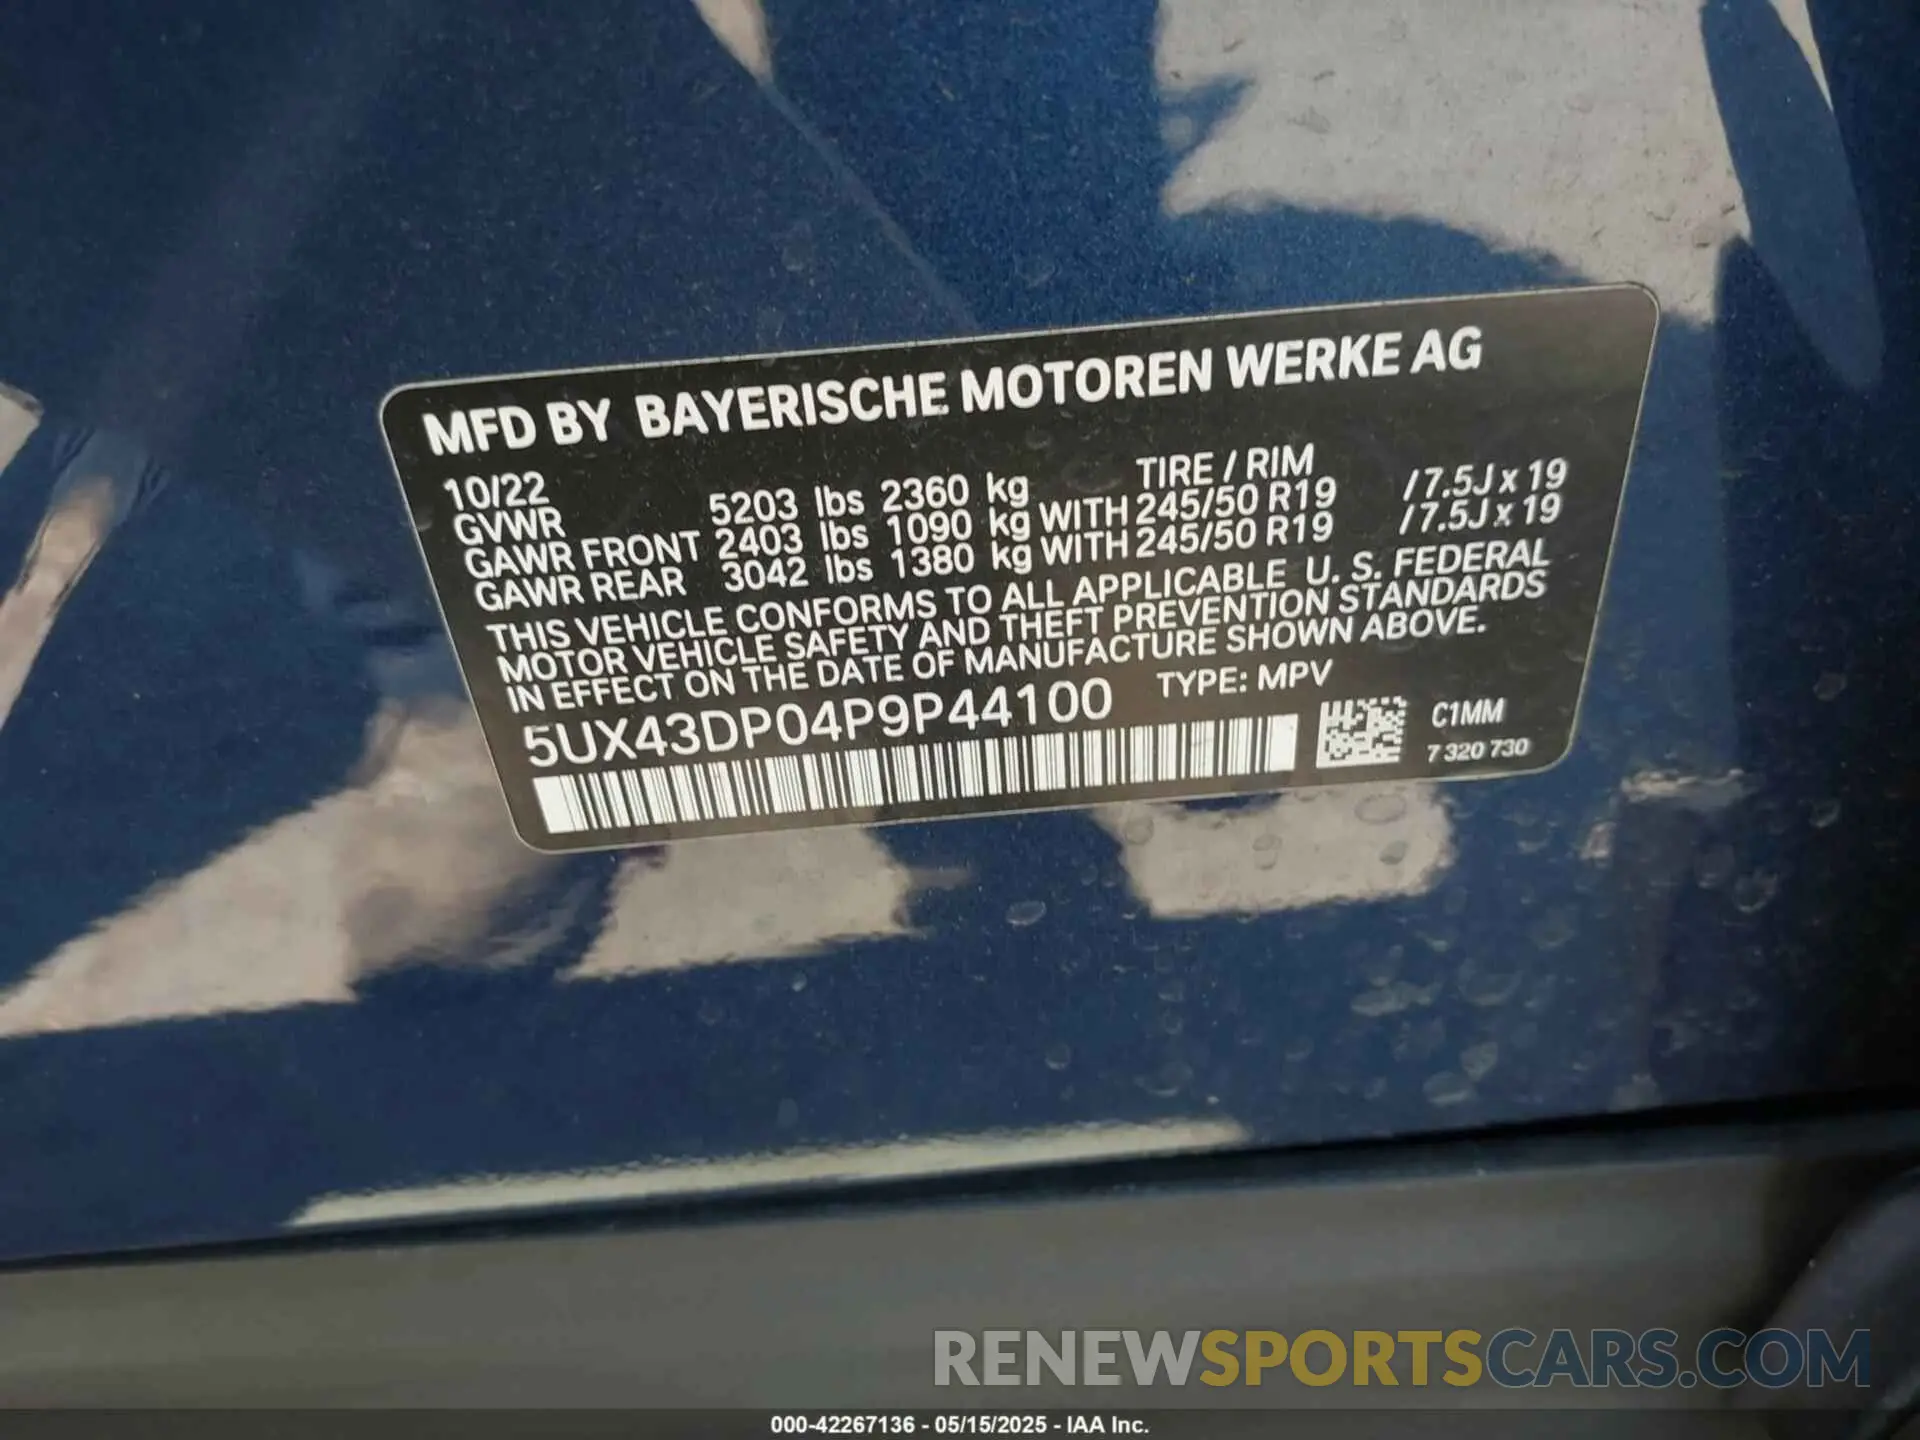 MFD BY BAYERISCHE MOTOREN WERKE AG
10/22 TIRE / RIM
GVWR 5203 lbs 2360 kg
GAWR FRONT 2403 lbs 1090 kg WITH 245/50 R19 / 7.5J x 19
GAWR REAR 3042 lbs 1380 kg WITH 245/50 R19 / 7.5J x 19
THIS VEHICLE CONFORMS TO ALL APPLICABLE U. S. FEDERAL
MOTOR VEHICLE SAFETY AND THEFT PREVENTION STANDARDS
IN EFFECT ON THE DATE OF MANUFACTURE SHOWN ABOVE.
5UX43DP04P9P44100 TYPE: MPV
C1MM
7 320 730
RENEWSPORTSCARS.COM
000-42267136 - 05/15/2025 - IAA Inc.